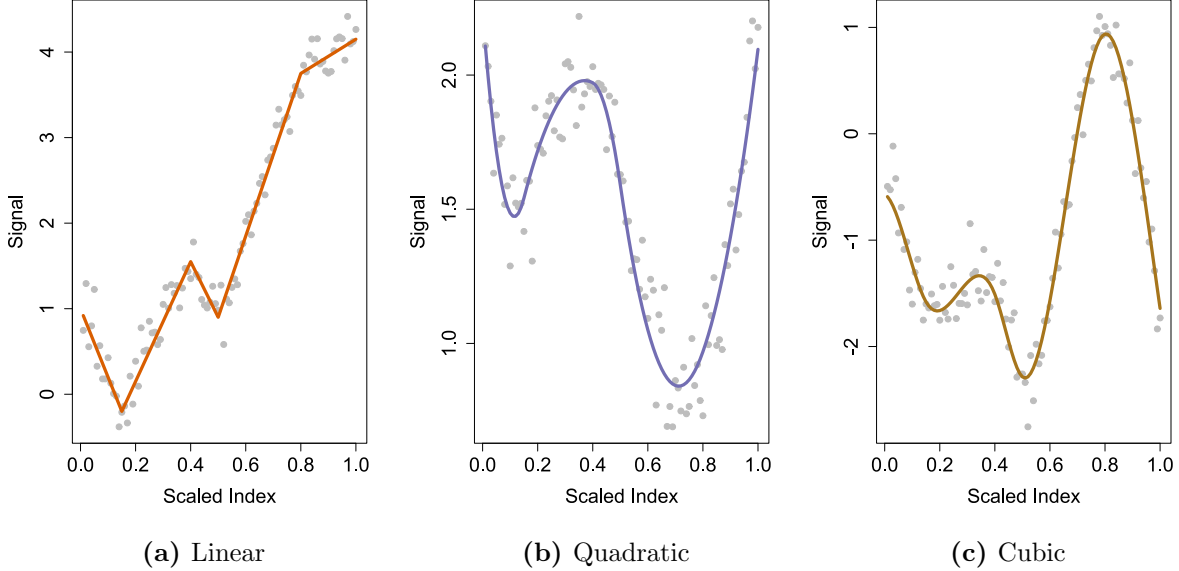 Signal
4
3
2
1
0
0.0 0.2 0.4 0.6 0.8 1.0
Scaled Index
(a) Linear
Signal
2.0
1.5
1.0
0.0 0.2 0.4 0.6 0.8 1.0
Scaled Index
(b) Quadratic
Signal
1
0
-1
-2
0.0 0.2 0.4 0.6 0.8 1.0
Scaled Index
(c) Cubic